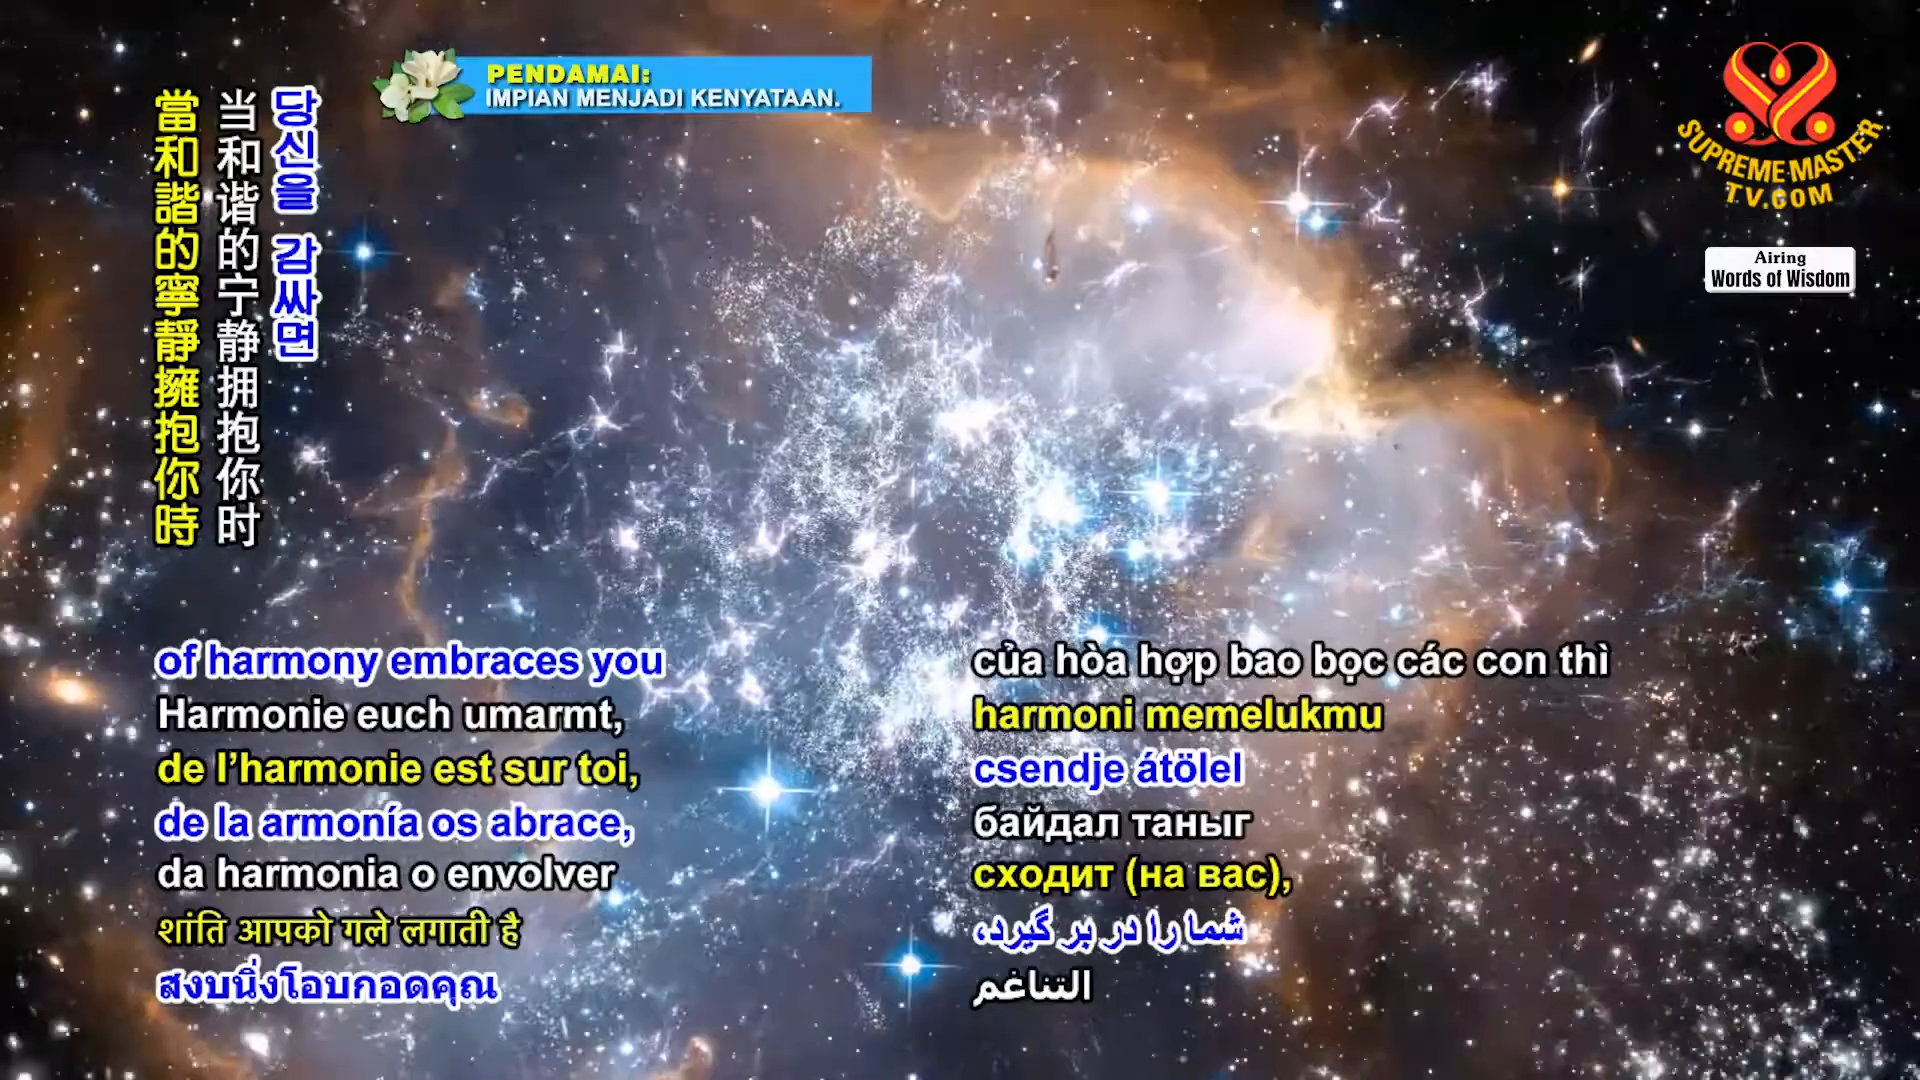 PENDAMAI:
IMPIAN MENJADI KENYATAAN.
SUPREME MASTER
TV.COM
Airing
Words of Wisdom
당신을 감싸면
当和谐的宁静拥抱你时
當和諧的寧靜擁抱你時
of harmony embraces you
Harmonie euch umarmt,
de l’harmonie est sur toi,
de la armonía os abrace,
da harmonia o envolver
शांति आपको गले लगाती है
สงบนิ่งโอบกอดคุณ
của hòa hợp bao bọc các con thì
harmoni memelukmu
csendje átölel
байдал таныг
сходит (на вас),
شما را در بر گیرد،
التناغم